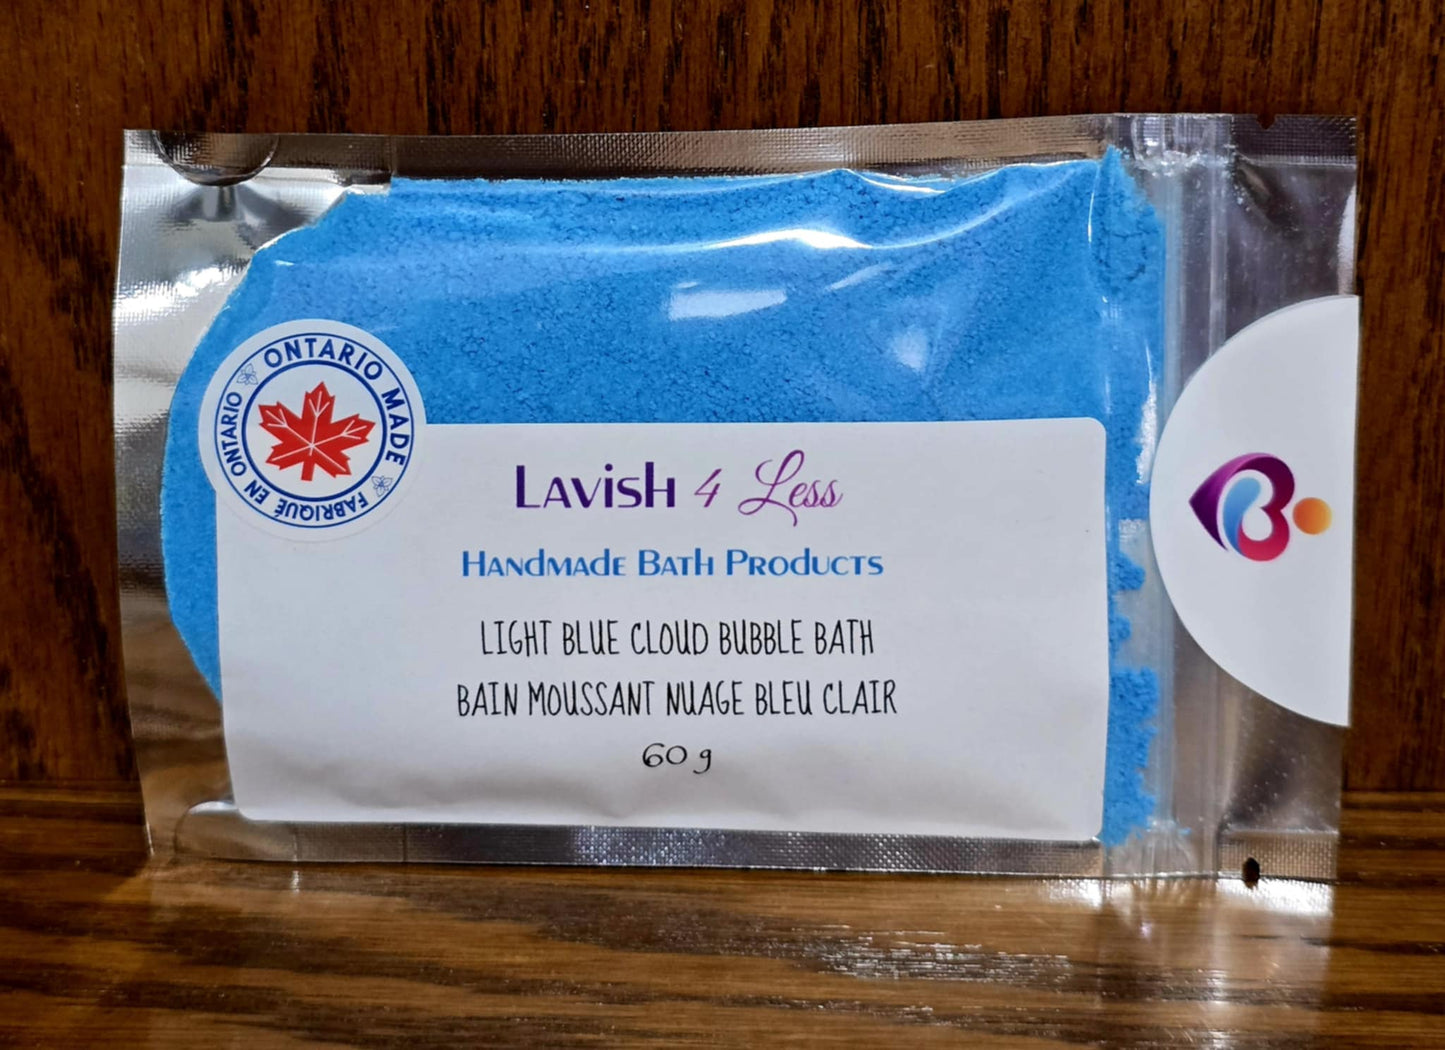 ONTARIO MADE
FABRIQUÉ EN ONTARIO
Lavish 4 Less
Handmade Bath Products
LIGHT BLUE CLOUD BUBBLE BATH
BAIN MOUSSANT NUAGE BLEU CLAIR
60 g